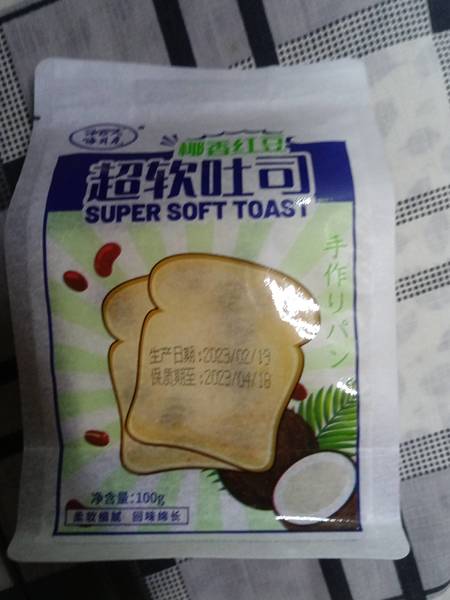 椰香红豆
超软吐司
SUPER SOFT TOAST
手作りパン
生产日期:2023/02/19
保质期至:2023/04/18
净含量:100g
柔软细腻 回味绵长